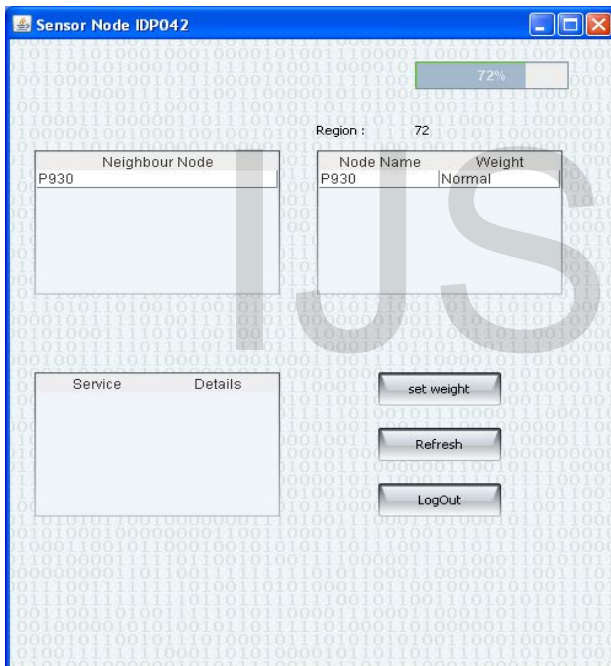 Sensor Node IDP042
72%
Region : 72
Neighbour Node
P930
Node Name Weight
P930 Normal
IJS
Service Details
set weight
Refresh
LogOut